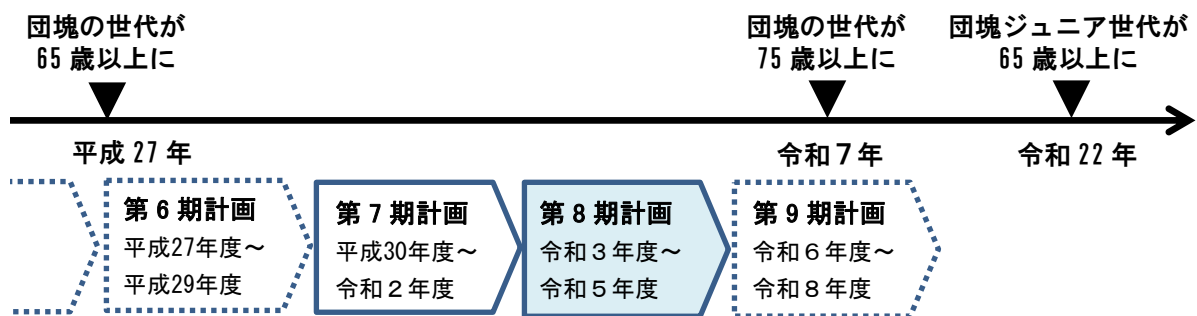 団塊の世代が
65 歳以上に
団塊の世代が
75 歳以上に
団塊ジュニア世代が
65 歳以上に
平成 27 年
令和７年
令和 22 年
第６期計画
平成27年度～
平成29年度
第７期計画
平成30年度～
令和２年度
第８期計画
令和３年度～
令和５年度
第９期計画
令和６年度～
令和８年度